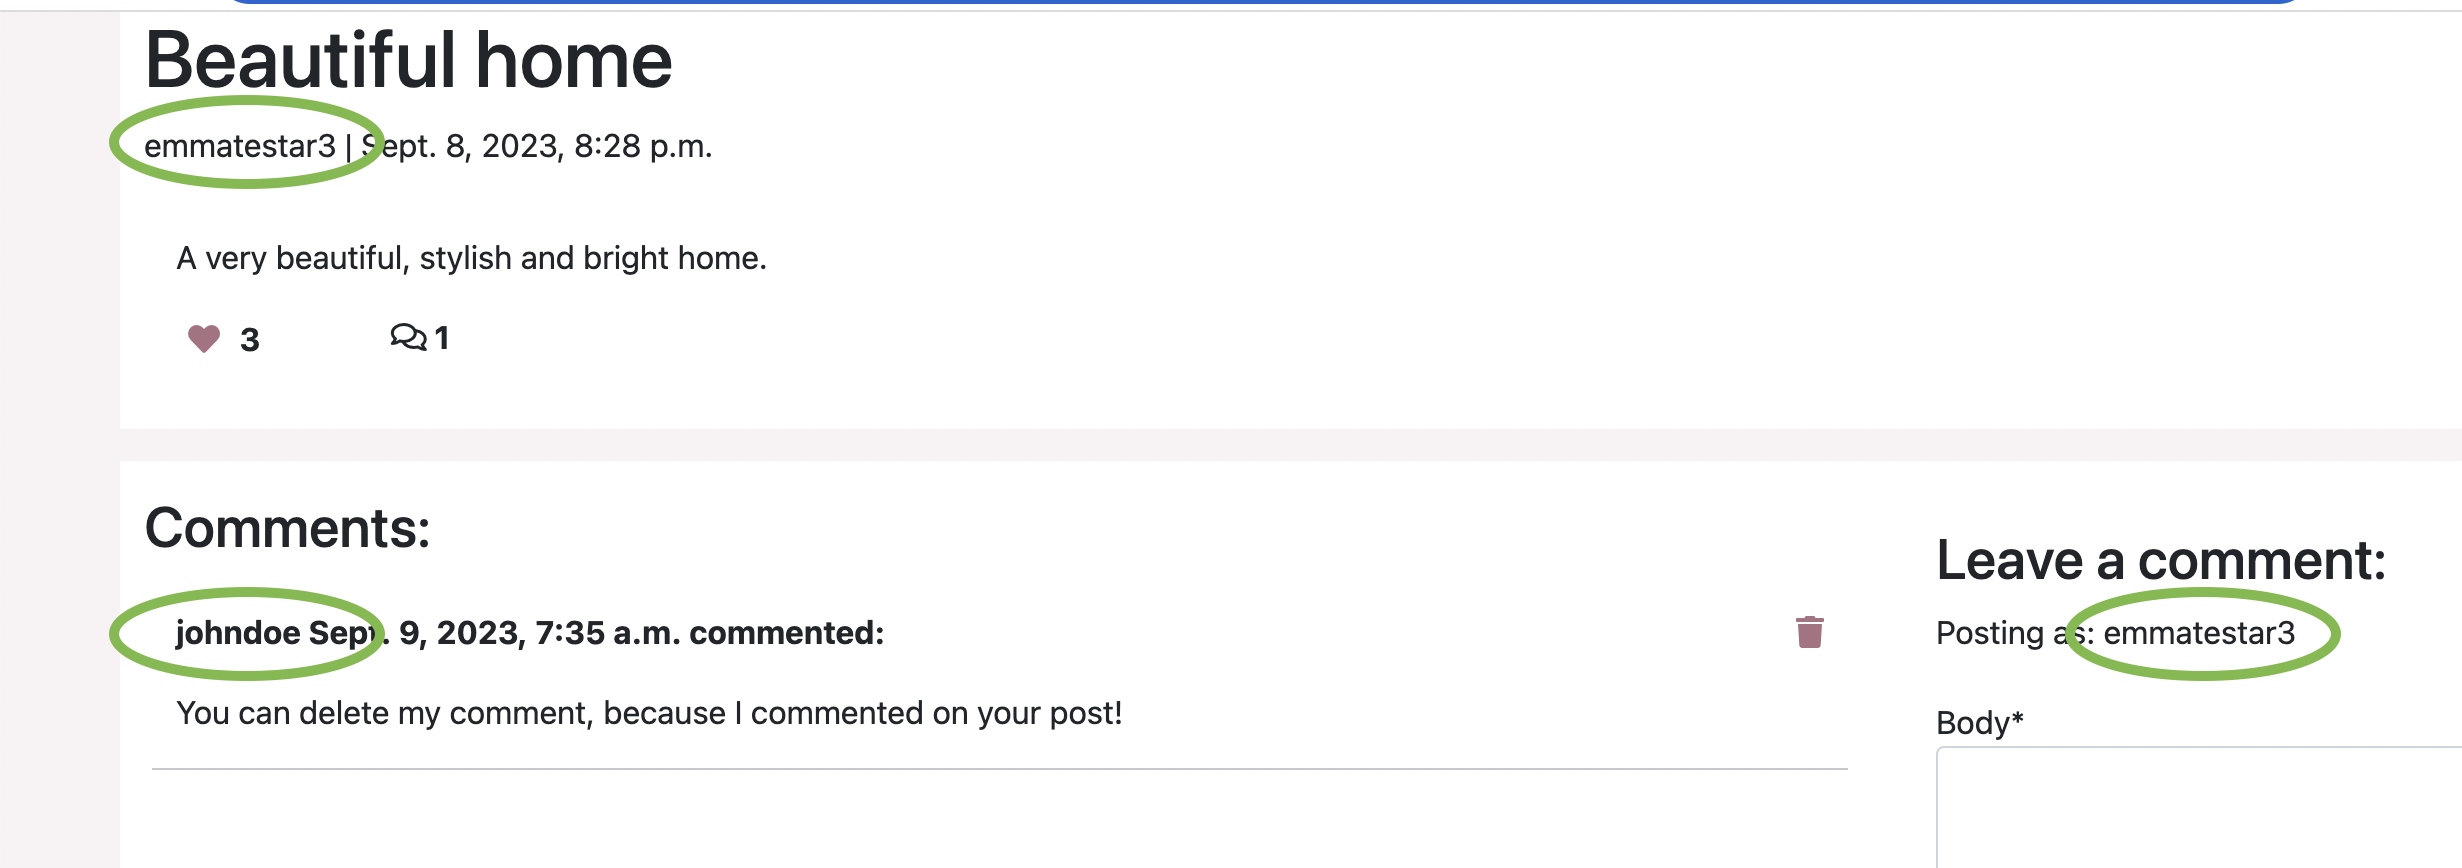 Beautiful home
emmatestar3 | Sept. 8, 2023, 8:28 p.m.
A very beautiful, stylish and bright home.
3
1
Comments:
johndoe Sept. 9, 2023, 7:35 a.m. commented:
You can delete my comment, because I commented on your post!
Leave a comment:
Posting as: emmatestar3
Body*